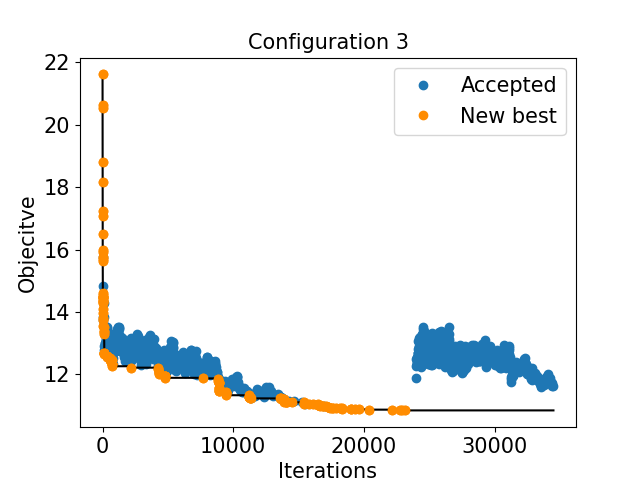 Configuration 3
22
20
18
16
14
12
Objecitve
Accepted
New best
0
10000
20000
30000
Iterations